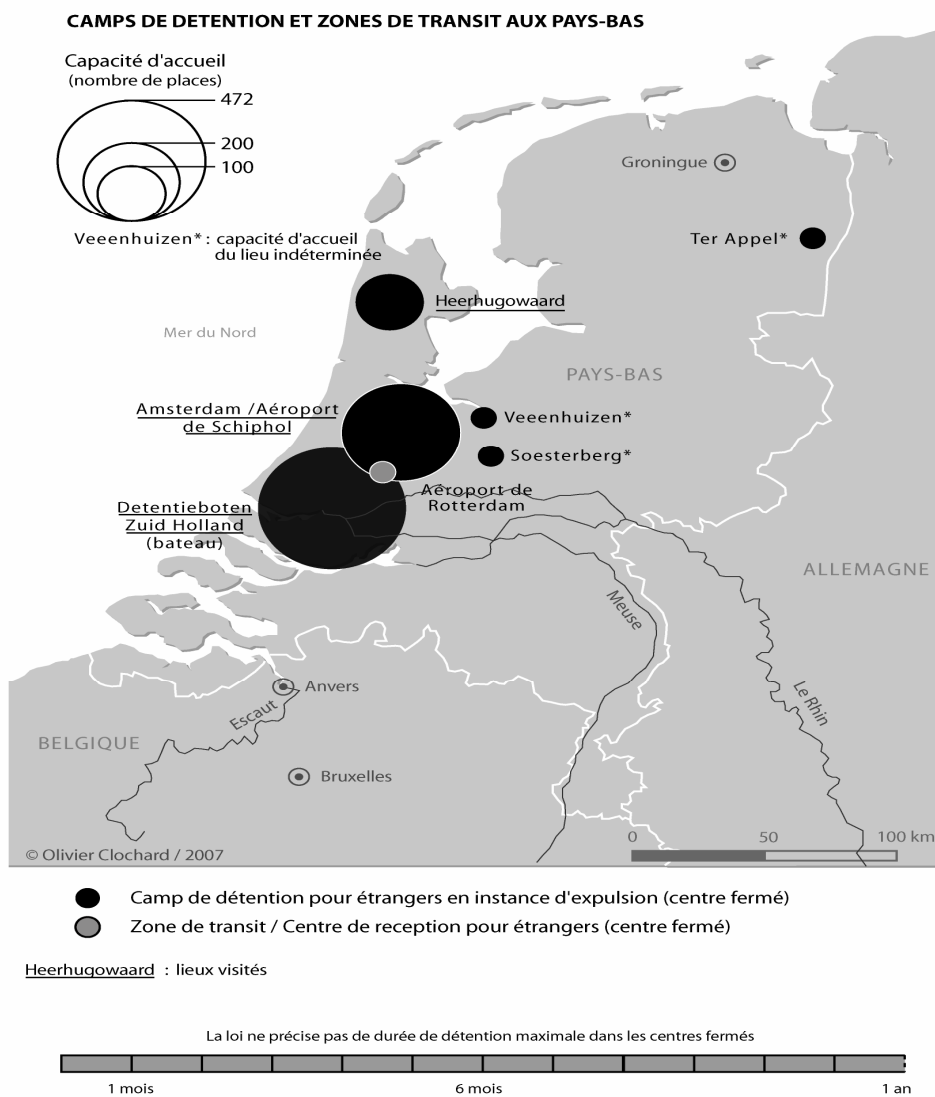 CAMPS DE DETENTION ET ZONES DE TRANSIT AUX PAYS-BAS
Capacité d'accueil
(nombre de places)
472
200
100
Veeenhuizen* : capacité d'accueil
du lieu indéterminée
Groningue
Ter Appel*
Heerhugowaard
Mer du Nord
PAYS-BAS
Amsterdam /Aéroport
de Schiphol
Veeenhuizen*
Soesterberg*
Aéroport de
Rotterdam
Detentieboten
Zuid Holland
(bateau)
ALLEMAGNE
Meuse
Anvers
Escaut
Le Rhin
BELGIQUE
Bruxelles
0 50 100 km
© Olivier Clochard / 2007
Camp de détention pour étrangers en instance d'expulsion (centre fermé)
Zone de transit / Centre de reception pour étrangers (centre fermé)
Heerhugowaard : lieux visités
La loi ne précise pas de durée de détention maximale dans les centres fermés
1 mois 6 mois 1 an